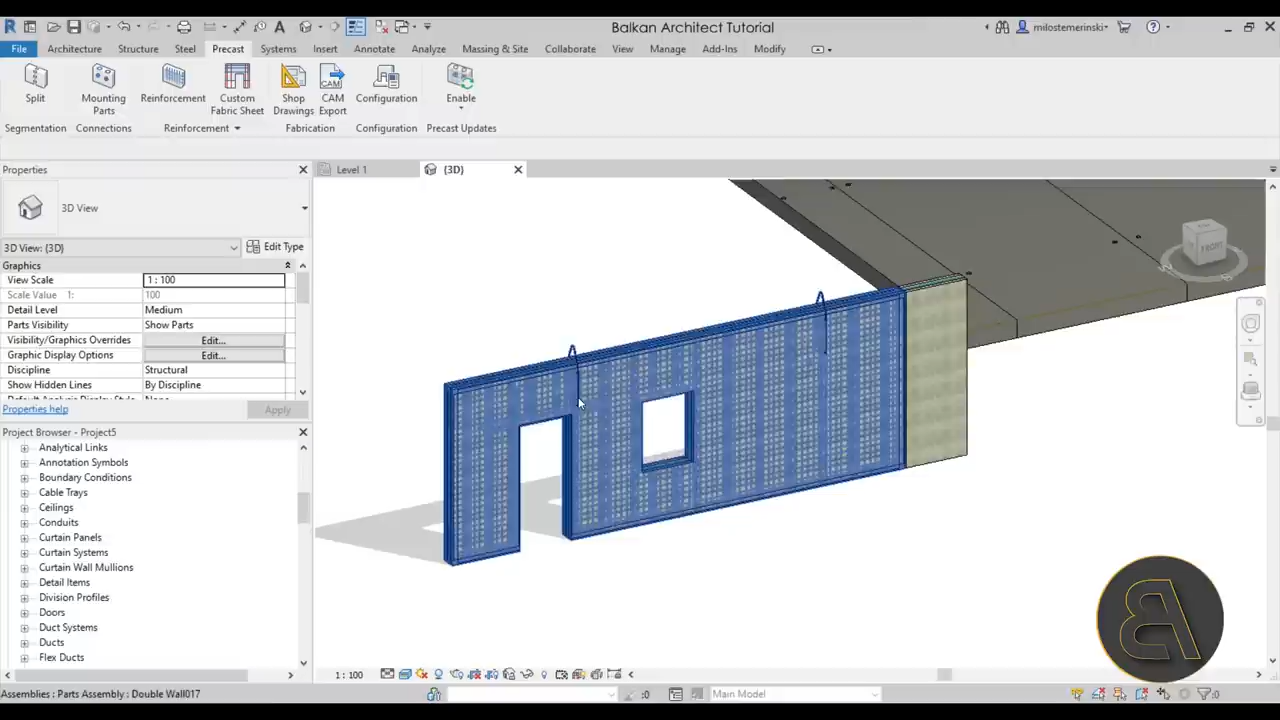 Balkan Architect Tutorial
milostemerinski
File Architecture Structure Steel Precast Systems Insert Annotate Analyze Massing & Site Collaborate View Manage Add-Ins Modify
Split
Mounting Parts
Reinforcement
Custom Fabric Sheet
Shop Drawings
CAM
CAM Export
Configuration
Enable
Segmentation Connections Reinforcement Fabrication Configuration Precast Updates
Properties
Level 1
{3D}
3D View
3D View: {3D}
Edit Type
Graphics
View Scale 1 : 100
Scale Value 1: 100
Detail Level Medium
Parts Visibility Show Parts
Visibility/Graphics Overrides Edit...
Graphic Display Options Edit...
Discipline Structural
Show Hidden Lines By Discipline
Properties help
Apply
Project Browser - Project5
Analytical Links
Annotation Symbols
Boundary Conditions
Cable Trays
Ceilings
Conduits
Curtain Panels
Curtain Systems
Curtain Wall Mullions
Detail Items
Division Profiles
Doors
Duct Systems
Ducts
Flex Ducts
FRONT
1 : 100
Assemblies : Parts Assembly : Double Wall017
:0
Main Model
:0